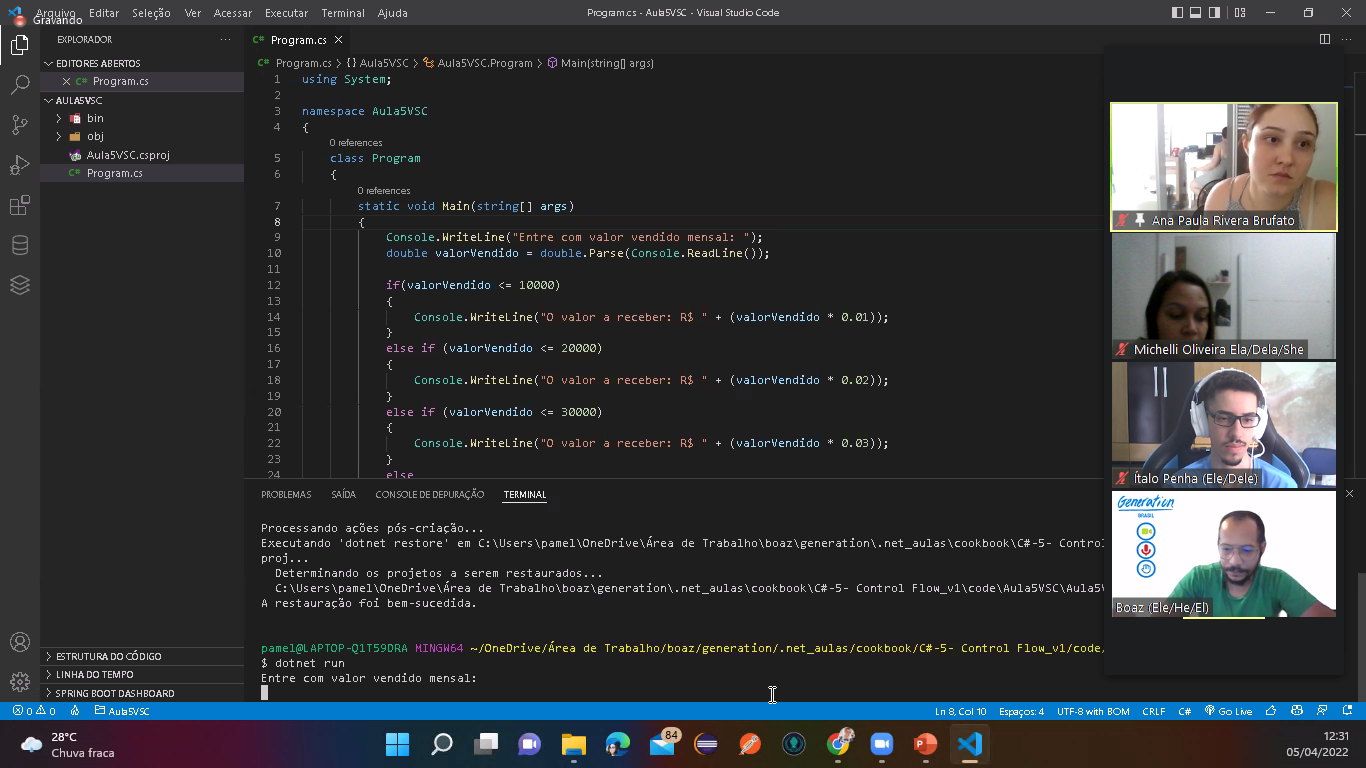 Arquivo Editar Seleção Ver Acessar Executar Terminal Ajuda
Program.cs - Aula5VSC - Visual Studio Code
Gravando
EXPLORADOR
EDITORES ABERTOS
Program.cs
AULA5VSC
bin
obj
Aula5VSC.csproj
Program.cs
ESTRUTURA DO CÓDIGO
LINHA DO TEMPO
SPRING BOOT DASHBOARD
Program.cs
Program.cs > {} Aula5VSC > Aula5VSC.Program > Main(string[] args)
1 using System;
2
3 namespace Aula5VSC
4 {
0 references
5 class Program
6 {
0 references
7 static void Main(string[] args)
8 {
9 Console.WriteLine("Entre com valor vendido mensal: ");
10 double valorVendido = double.Parse(Console.ReadLine());
11
12 if(valorVendido <= 10000)
13 {
14 Console.WriteLine("O valor a receber: R$ " + (valorVendido * 0.01));
15 }
16 else if (valorVendido <= 20000)
17 {
18 Console.WriteLine("O valor a receber: R$ " + (valorVendido * 0.02));
19 }
20 else if (valorVendido <= 30000)
21 {
22 Console.WriteLine("O valor a receber: R$ " + (valorVendido * 0.03));
23 }
24 else
PROBLEMAS SAÍDA CONSOLE DE DEPURAÇÃO TERMINAL
Processando ações pós-criação...
Executando 'dotnet restore' em C:\Users\pamel\OneDrive\Área de Trabalho\boaz\generation\.net_aulas\cookbook\C#-5- Control
proj...
Determinando os projetos a serem restaurados...
C:\Users\pamel\OneDrive\Área de Trabalho\boaz\generation\.net_aulas\cookbook\C#-5- Control Flow_v1\code\Aula5VSC\Aula5VS
A restauração foi bem-sucedida.
pamel@LAPTOP-Q1T59DRA MINGW64 ~/OneDrive/Área de Trabalho/boaz/generation/.net_aulas/cookbook/C#-5- Control Flow_v1/code/
$ dotnet run
Entre com valor vendido mensal:
Ana Paula Rivera Brufato
Michelli Oliveira Ela/Dela/She
Ítalo Penha (Ele/Dele)
Generation
BRASIL
Boaz (Ele/He/El)
0 0 Aula5VSC
Ln 8, Col 10 Espaços: 4 UTF-8 with BOM CRLF C# Go Live
28°C
Chuva fraca
84
12:31
05/04/2022